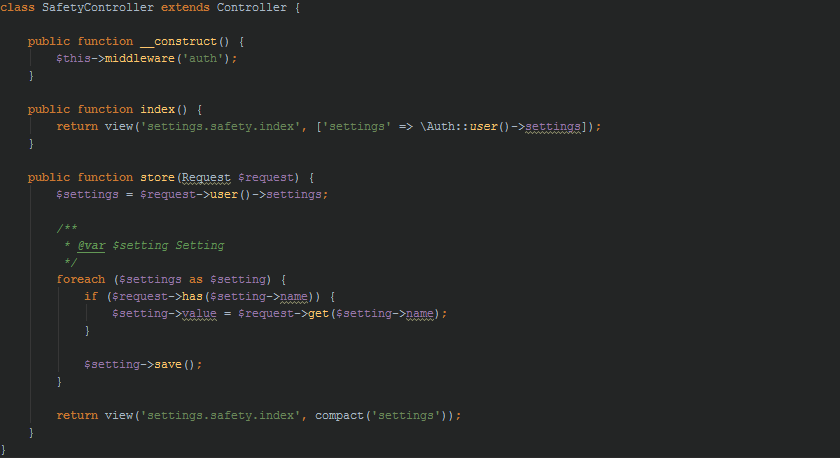 class SafetyController extends Controller {
public function __construct() {
$this->middleware('auth');
}
public function index() {
return view('settings.safety.index', ['settings' => \Auth::user()->settings]);
}
public function store(Request $request) {
$settings = $request->user()->settings;
/**
* @var $setting Setting
*/
foreach ($settings as $setting) {
if ($request->has($setting->name)) {
$setting->value = $request->get($setting->name);
}
$setting->save();
}
return view('settings.safety.index', compact('settings'));
}
}